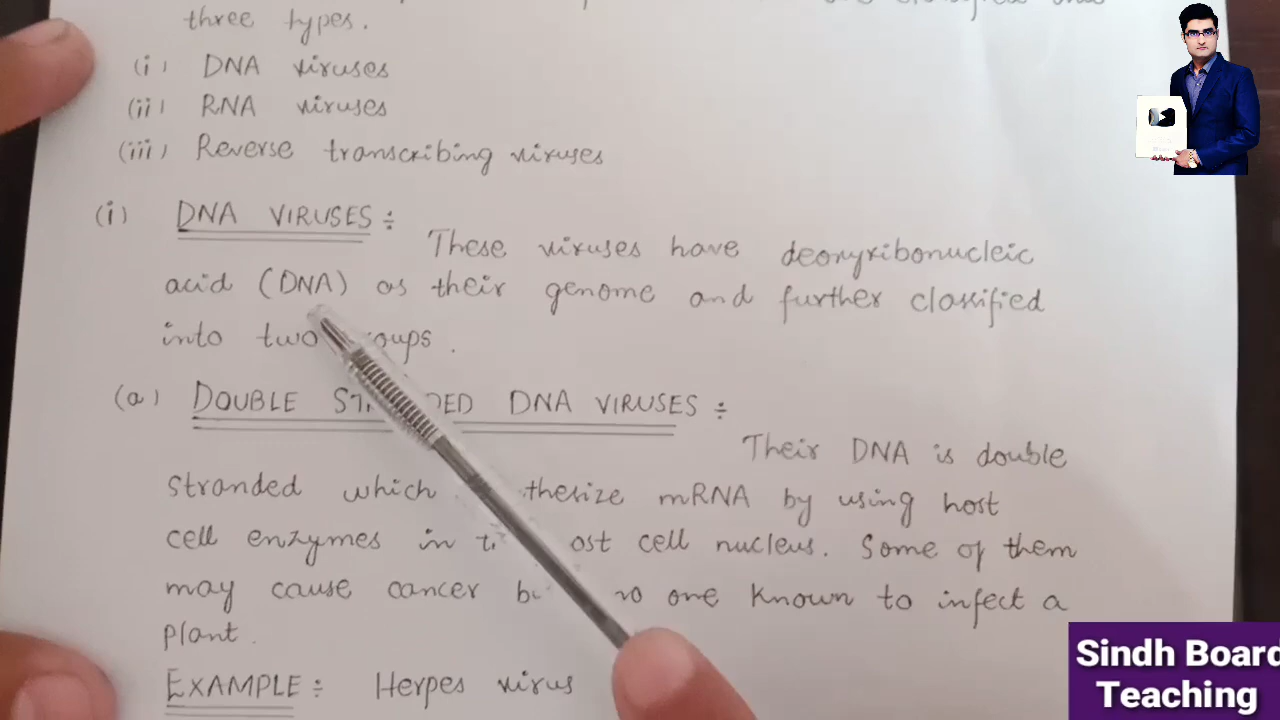 three types.
(i) DNA viruses
(ii) RNA viruses
(iii) Reverse transcribing viruses
(i) DNA VIRUSES :
These viruses have deoxyribonucleic
acid (DNA) as their genome and further classified
into two
(a) DOUBLE DNA VIRUSES :
Their DNA is double
stranded which mRNA by using host
cell enzymes in cell nucleus. Some of them
may cause cancer no one known to infect a
plant.
EXAMPLE : Herpes virus
Sindh Board
Teaching